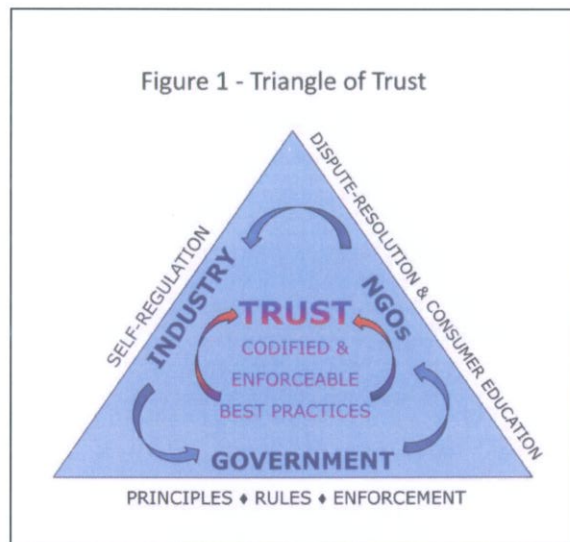 Figure 1 - Triangle of Trust
SELF-REGULATION
DISPUTE-RESOLUTION & CONSUMER EDUCATION
INDUSTRY
NGOs
TRUST
CODIFIED &
ENFORCEABLE
BEST PRACTICES
GOVERNMENT
PRINCIPLES ♦ RULES ♦ ENFORCEMENT